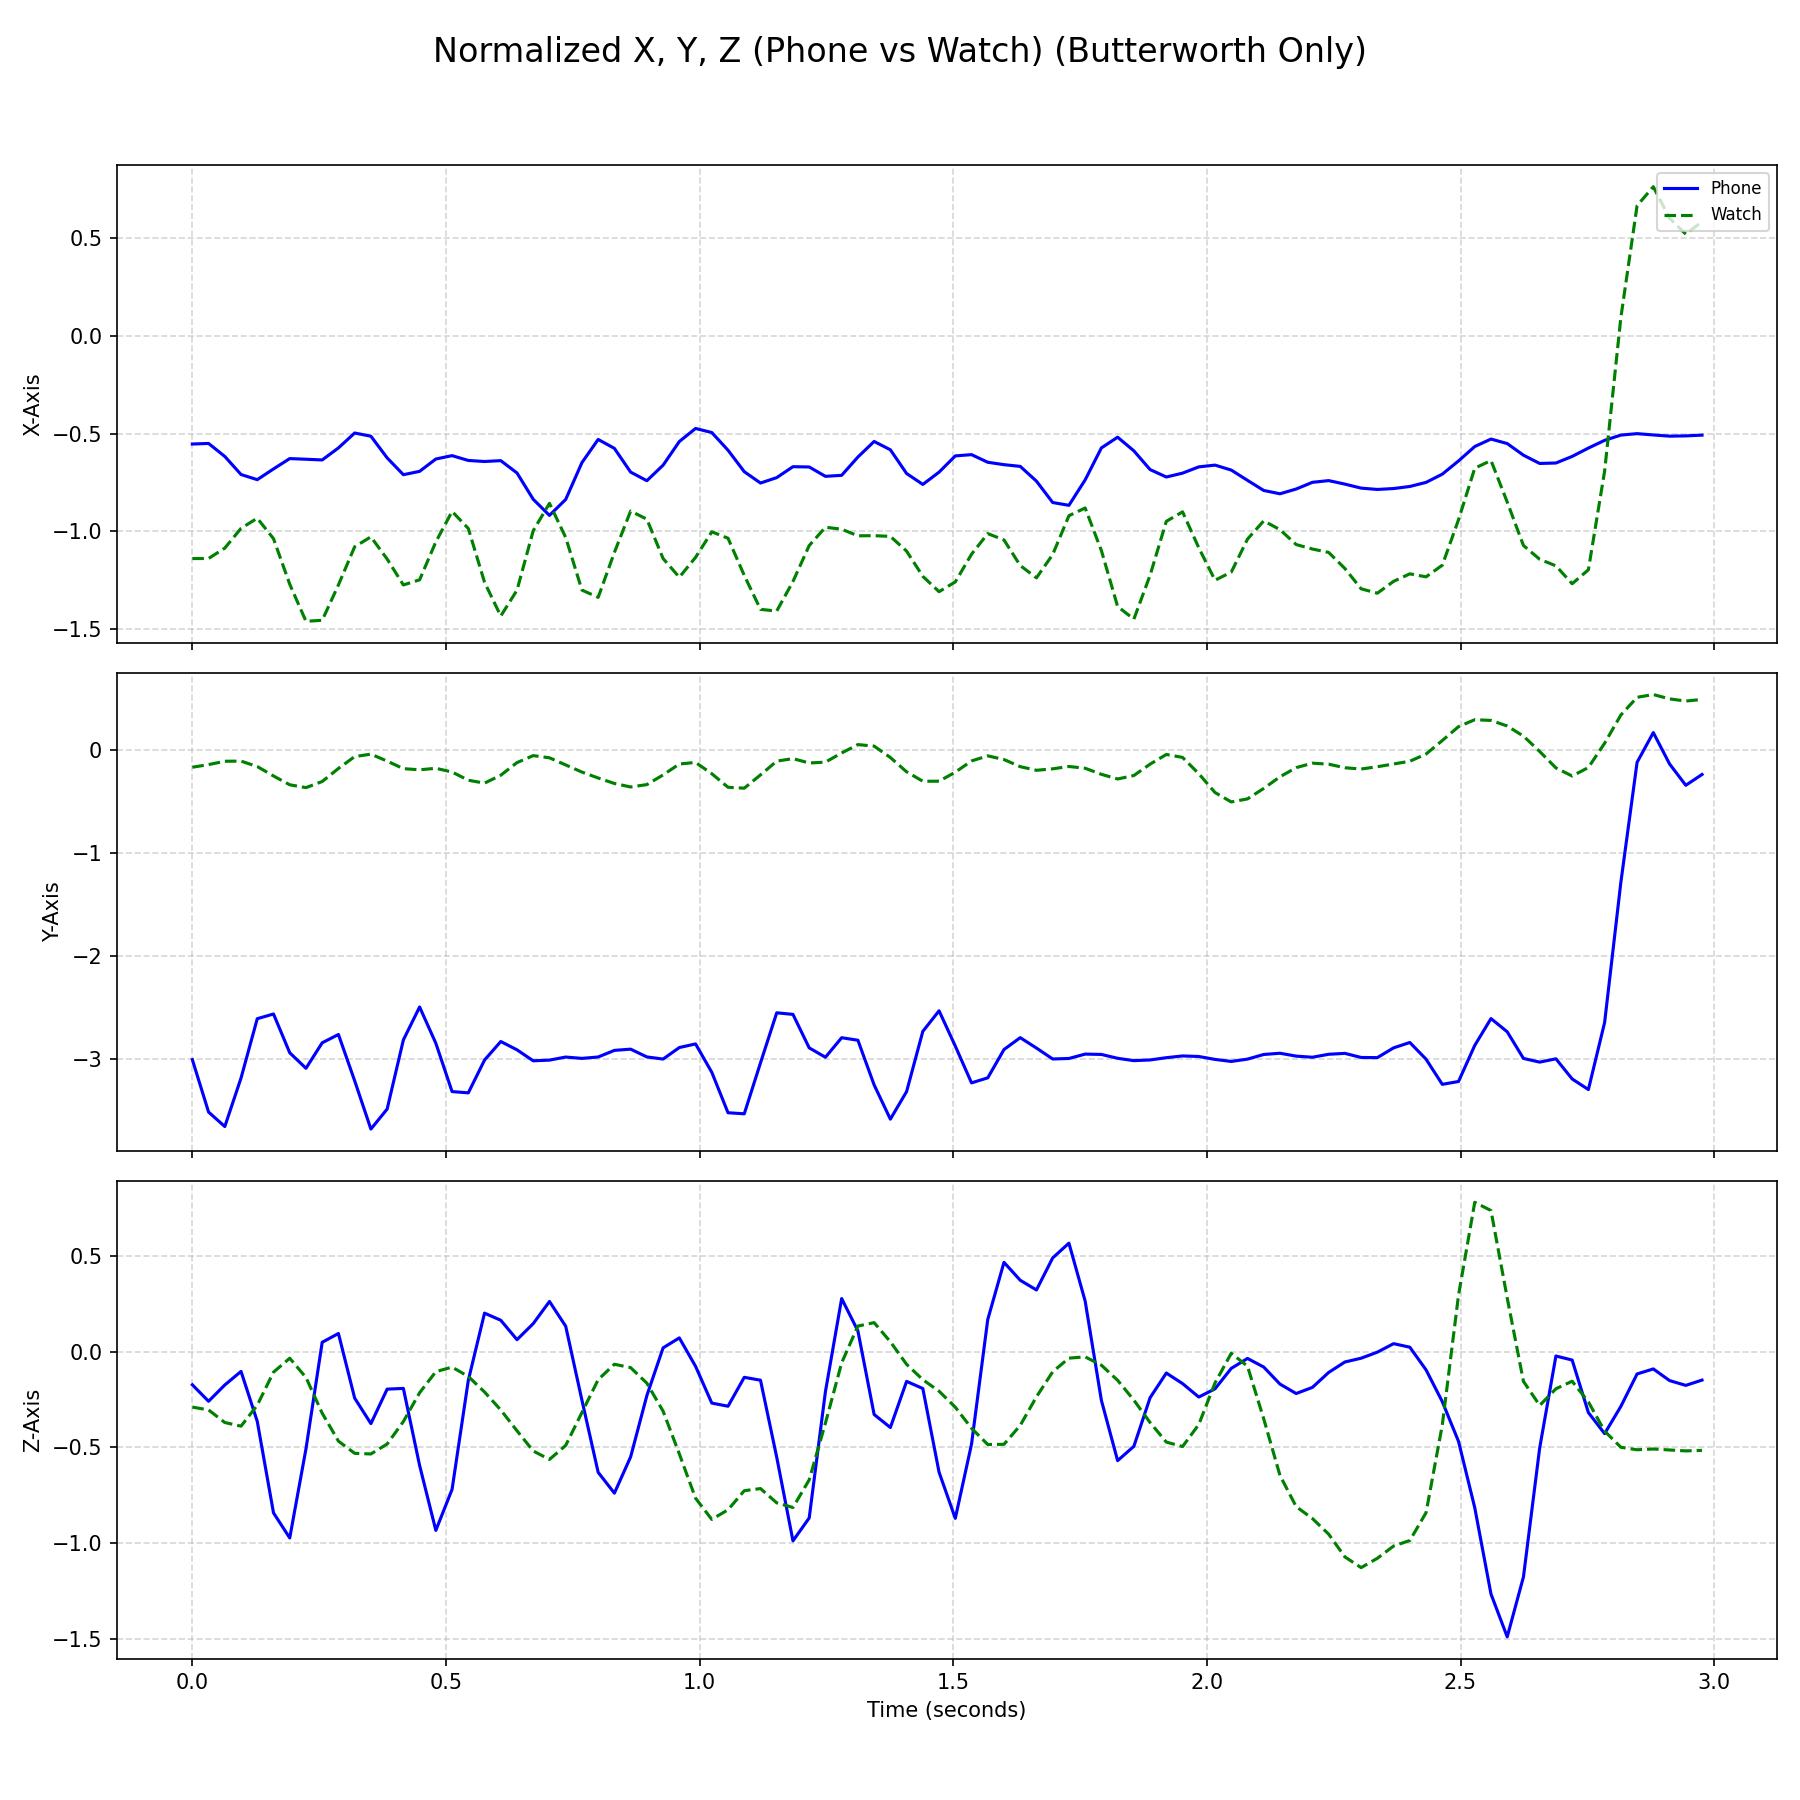 Normalized X, Y, Z (Phone vs Watch) (Butterworth Only)
Phone
Watch
0.5
0.0
−0.5
−1.0
−1.5
X-Axis
0
−1
−2
−3
Y-Axis
0.5
0.0
−0.5
−1.0
−1.5
Z-Axis
0.0 0.5 1.0 1.5 2.0 2.5 3.0
Time (seconds)